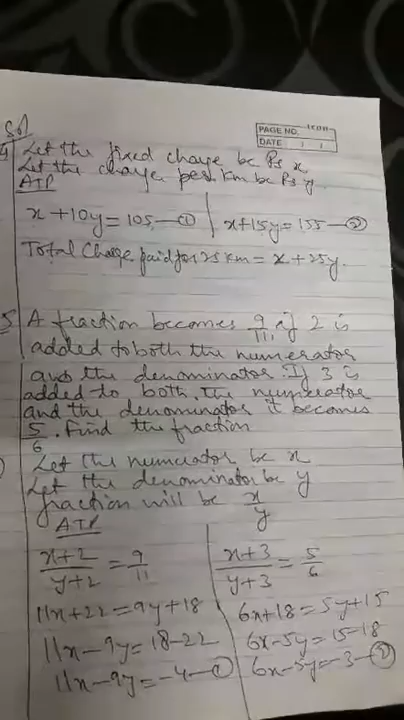 Sol
PAGE NO.
DATE
4 Let the fixed charge be Rs x
Let the charge per km be Rs y.
ATP
x + 10y = 105 — ① | x + 15y = 155 — ②
Total Charge paid for 25 km = x + 25y.
5 A fraction becomes 9/11, if 2 is
added to both the numerator
and the denominator. If 3 is
added to both the numerator
and the denominator it becomes
5/6. Find the fraction
Let the numerator be x
Let the denominator be y
fraction will be x/y
ATP
x+2/y+2 = 9/11 | x+3/y+3 = 5/6
11x+22 = 9y+18 | 6x+18 = 5y+15
11x-9y = 18-22 | 6x-5y = 15-18
11x-9y = -4 — ① | 6x-5y = -3 — ②